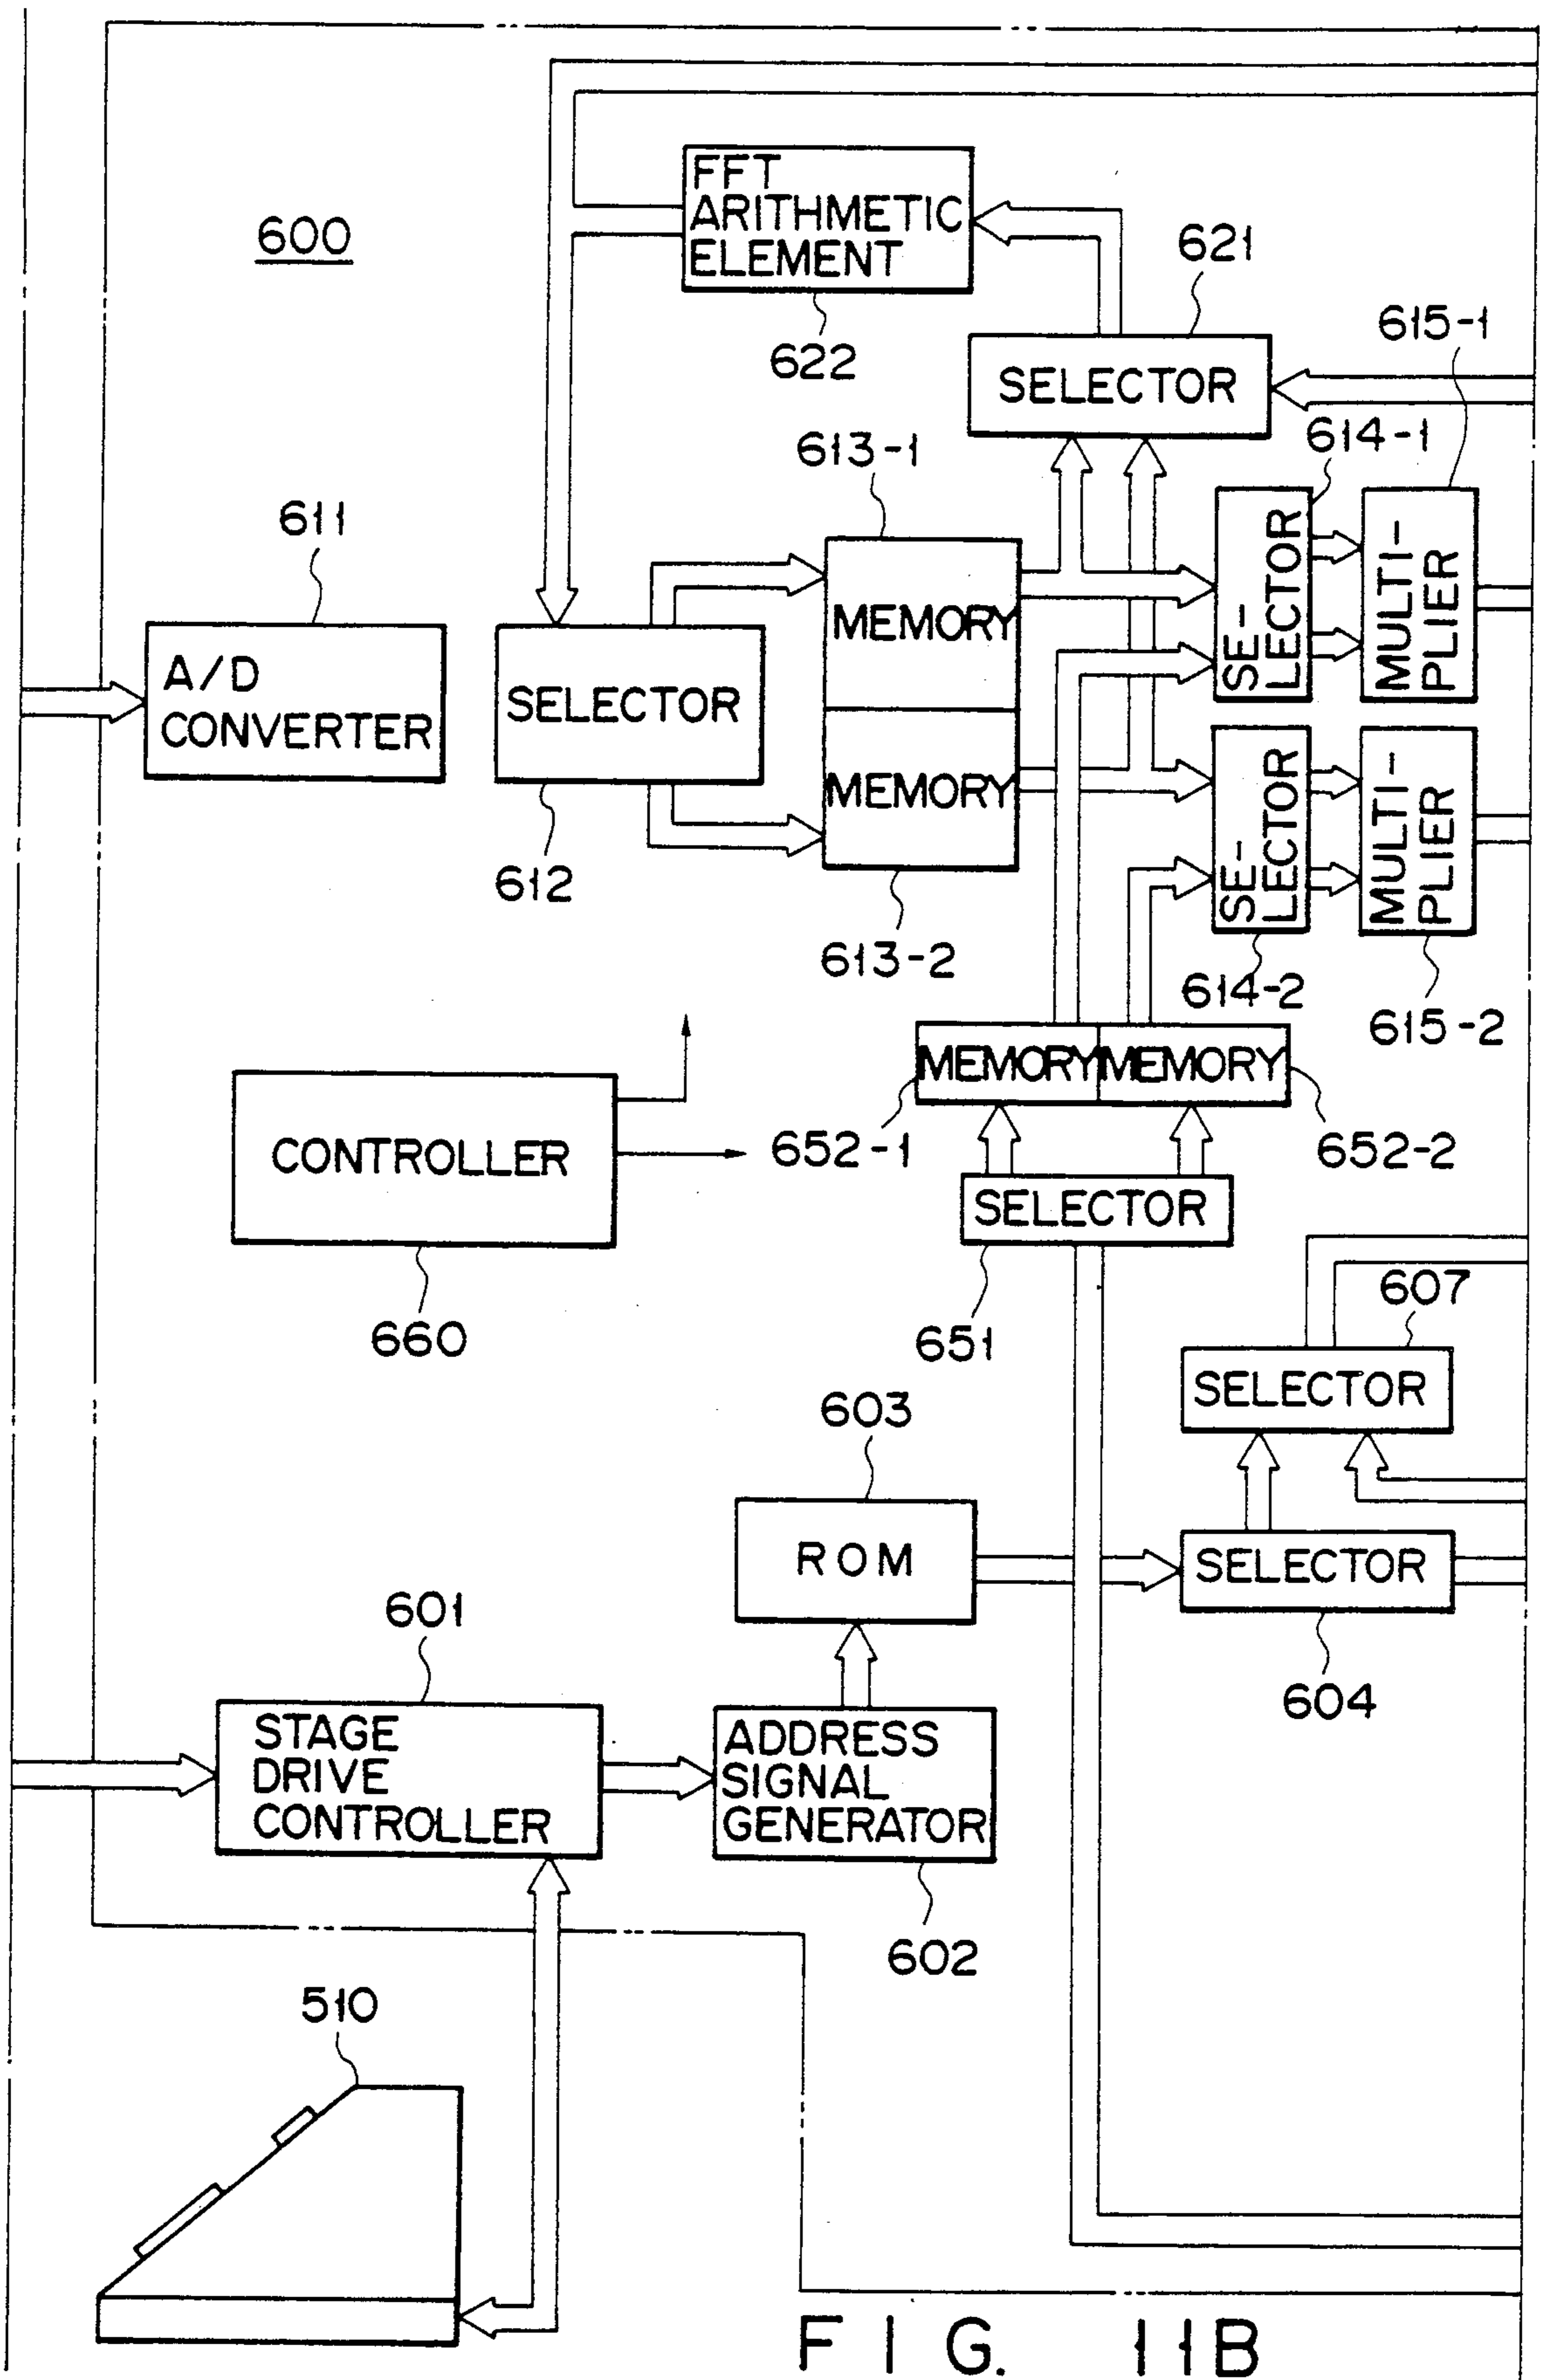 600
FFT
ARITHMETIC
ELEMENT
622
621
SELECTOR
615-1
614-1
613-1
611
A/D
CONVERTER
SELECTOR
612
MEMORY
MEMORY
613-2
SE-
LECTOR
MULTI-
PLIER
SE-
LECTOR
MULTI-
PLIER
614-2
615-2
MEMORY
MEMORY
652-1
652-2
CONTROLLER
660
SELECTOR
651
607
SELECTOR
603
ROM
SELECTOR
604
601
STAGE
DRIVE
CONTROLLER
ADDRESS
SIGNAL
GENERATOR
602
510
FIG. 11B